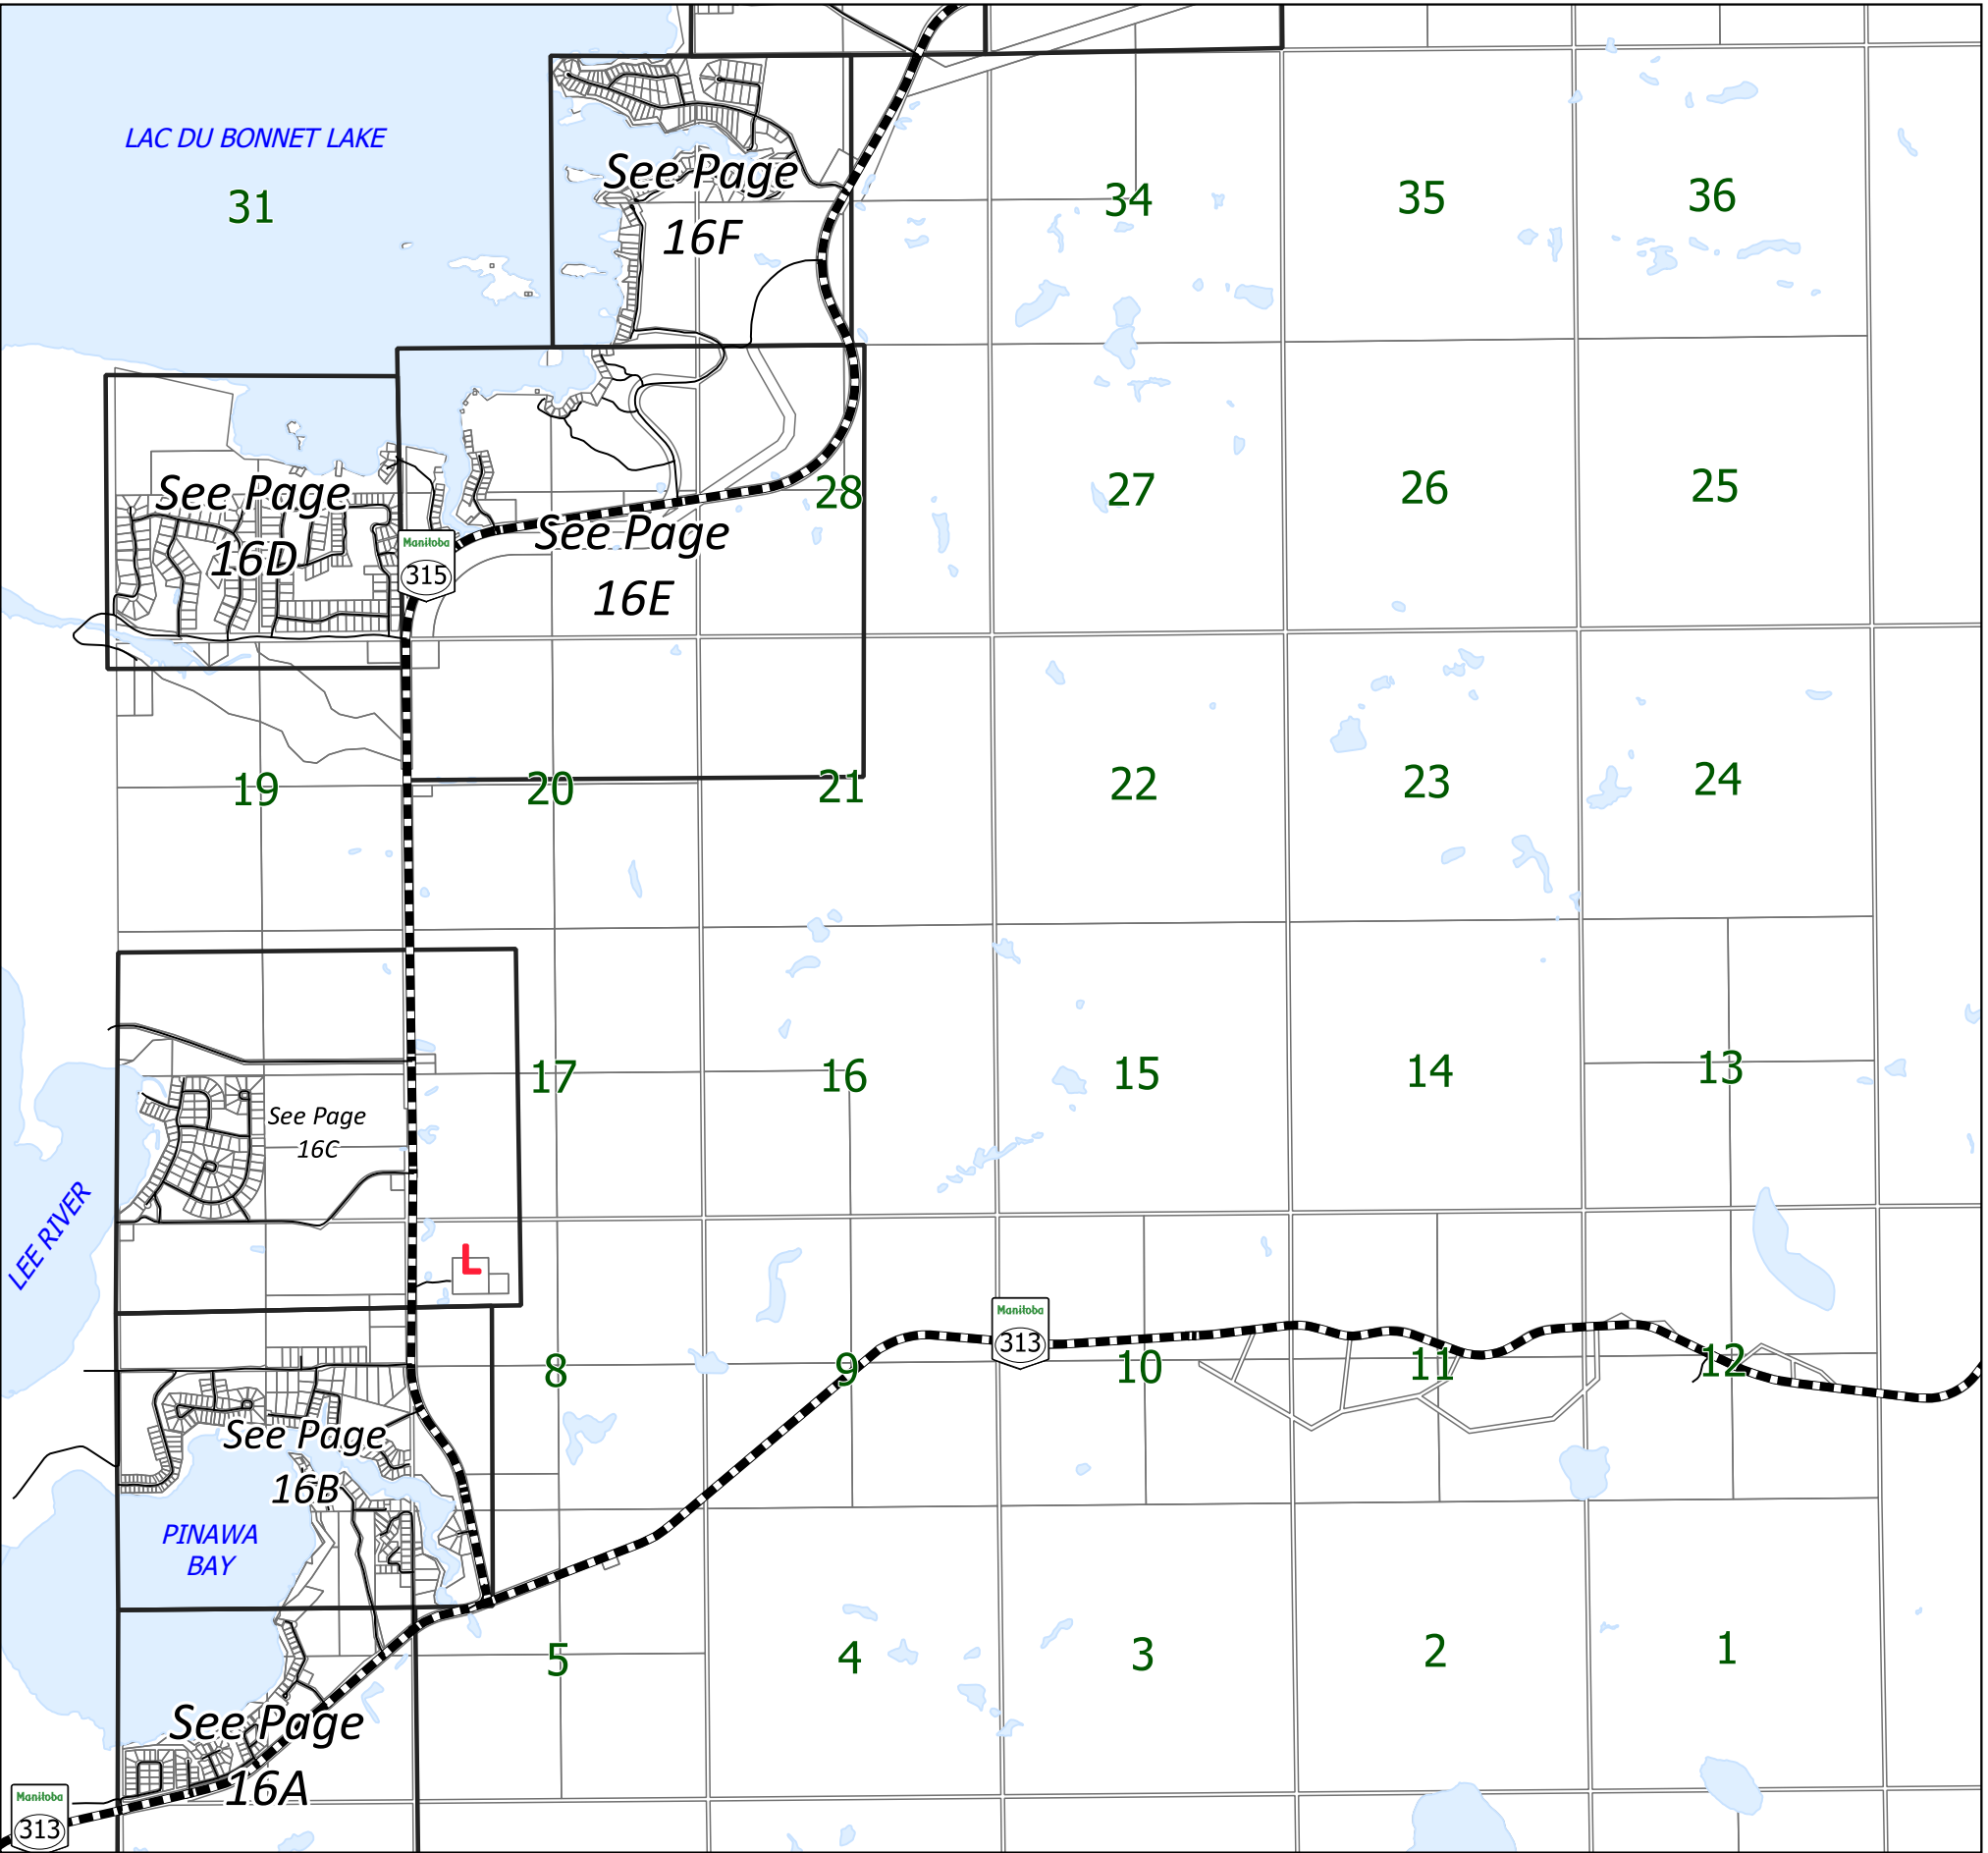 LAC DU BONNET LAKE
31
See Page
16F
34
35
36
See Page
16D
Manitoba
315
See Page
16E
28
27
26
25
19
20
21
22
23
24
17
16
15
14
13
See Page
16C
LEE RIVER
L
Manitoba
313
8
9
10
11
12
See Page
16B
PINAWA
BAY
5
4
3
2
1
See Page
16A
Manitoba
313